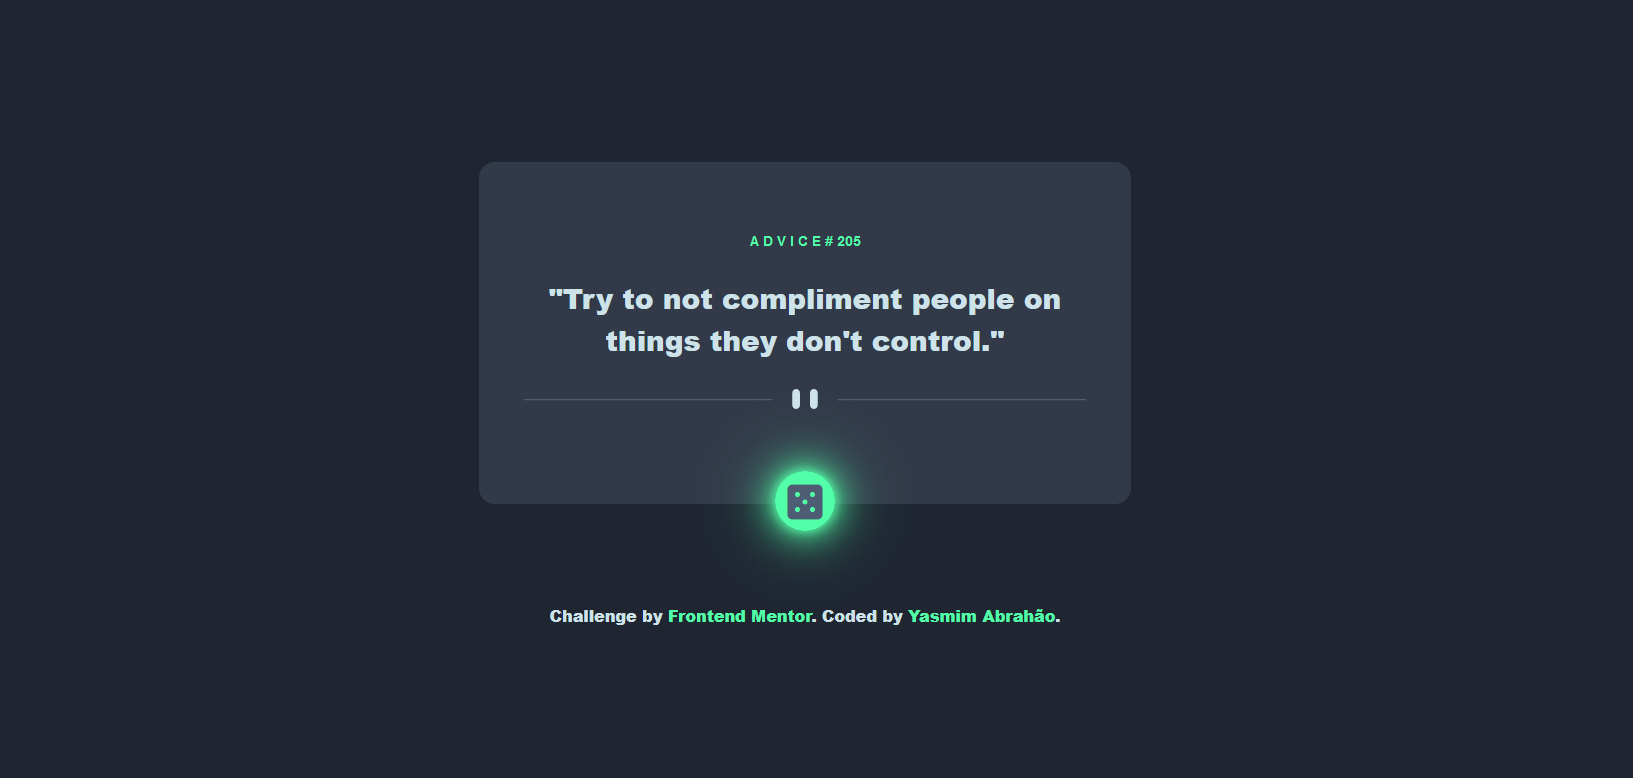 A D V I C E # 205
"Try to not compliment people on
things they don't control."
Challenge by Frontend Mentor. Coded by Yasmim Abrahão.